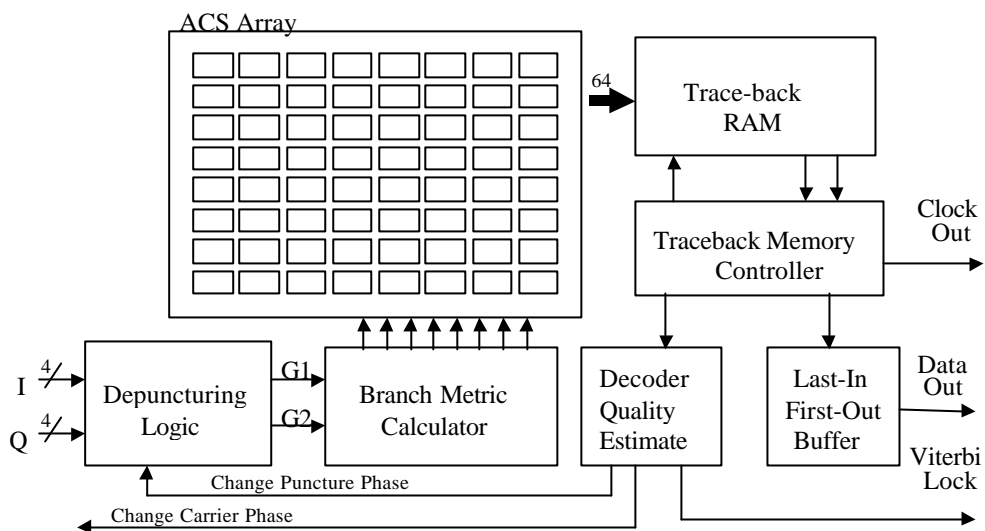 ACS Array
64
Trace-back
RAM
Traceback Memory
Controller
Clock
Out
I
4
Q
4
Depuncturing
Logic
G1
G2
Branch Metric
Calculator
Decoder
Quality
Estimate
Last-In
First-Out
Buffer
Data
Out
Viterbi
Lock
Change Puncture Phase
Change Carrier Phase